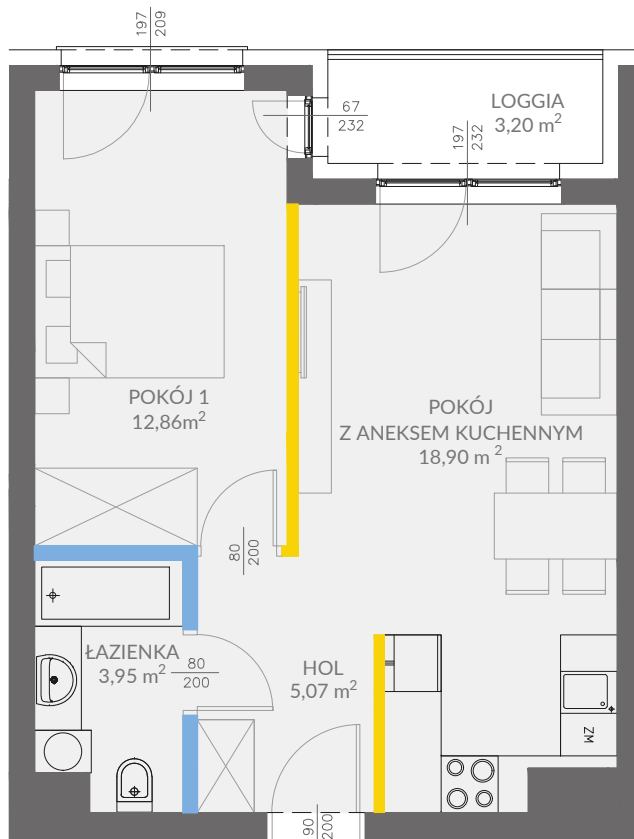 197
209
67
232
LOGGIA
3,20 m²
197
232
POKÓJ 1
12,86m²
POKÓJ
Z ANEKSEM KUCHENNYM
18,90 m²
80
200
ŁAZIENKA
3,95 m²
80
200
HOL
5,07 m²
ZM
90
200